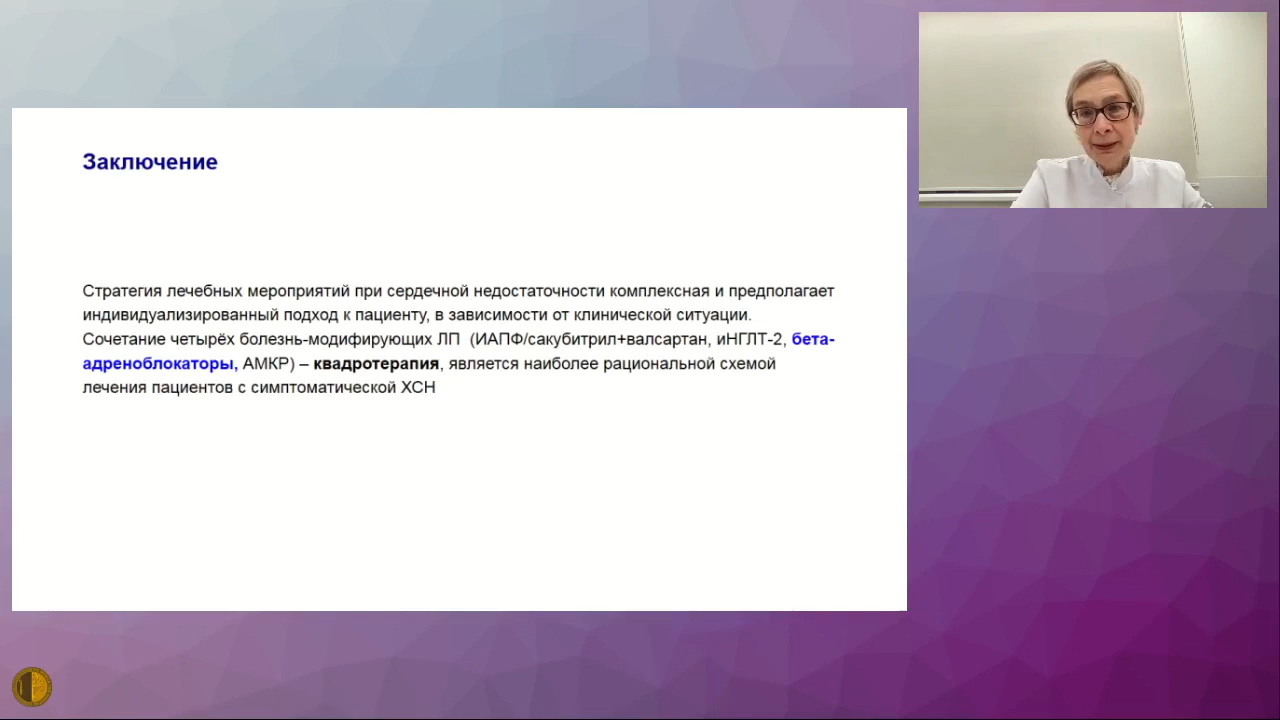 Заключение
Стратегия лечебных мероприятий при сердечной недостаточности комплексная и предполагает
индивидуализированный подход к пациенту, в зависимости от клинической ситуации.
Сочетание четырёх болезнь-модифирующих ЛП (ИАПФ/сакубитрил+валсартан, иНГЛТ-2, бета-
адреноблокаторы, АМКР) – квадротерапия, является наиболее рациональной схемой
лечения пациентов с симптоматической ХСН